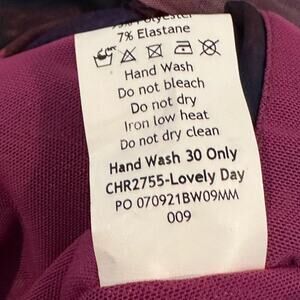 Polyester
7% Elastane
Hand Wash
Do not bleach
Do not dry
Iron low heat
Do not dry clean
Hand Wash 30 Only
CHR2755-Lovely Day
PO 070921BW09MM
009